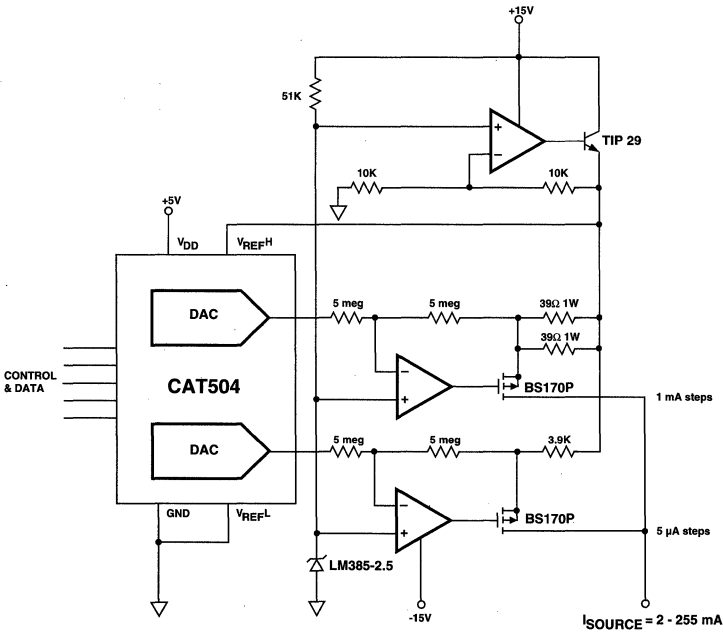 +15V
51K
+
−
TIP 29
10K
10K
+5V
VDD
VREFH
DAC
5 meg
5 meg
39Ω 1W
39Ω 1W
CONTROL
& DATA
CAT504
−
+
BS170P
1 mA steps
DAC
5 meg
5 meg
3.9K
GND
VREFL
−
+
BS170P
5 µA steps
LM385-2.5
-15V
ISOURCE = 2 - 255 mA